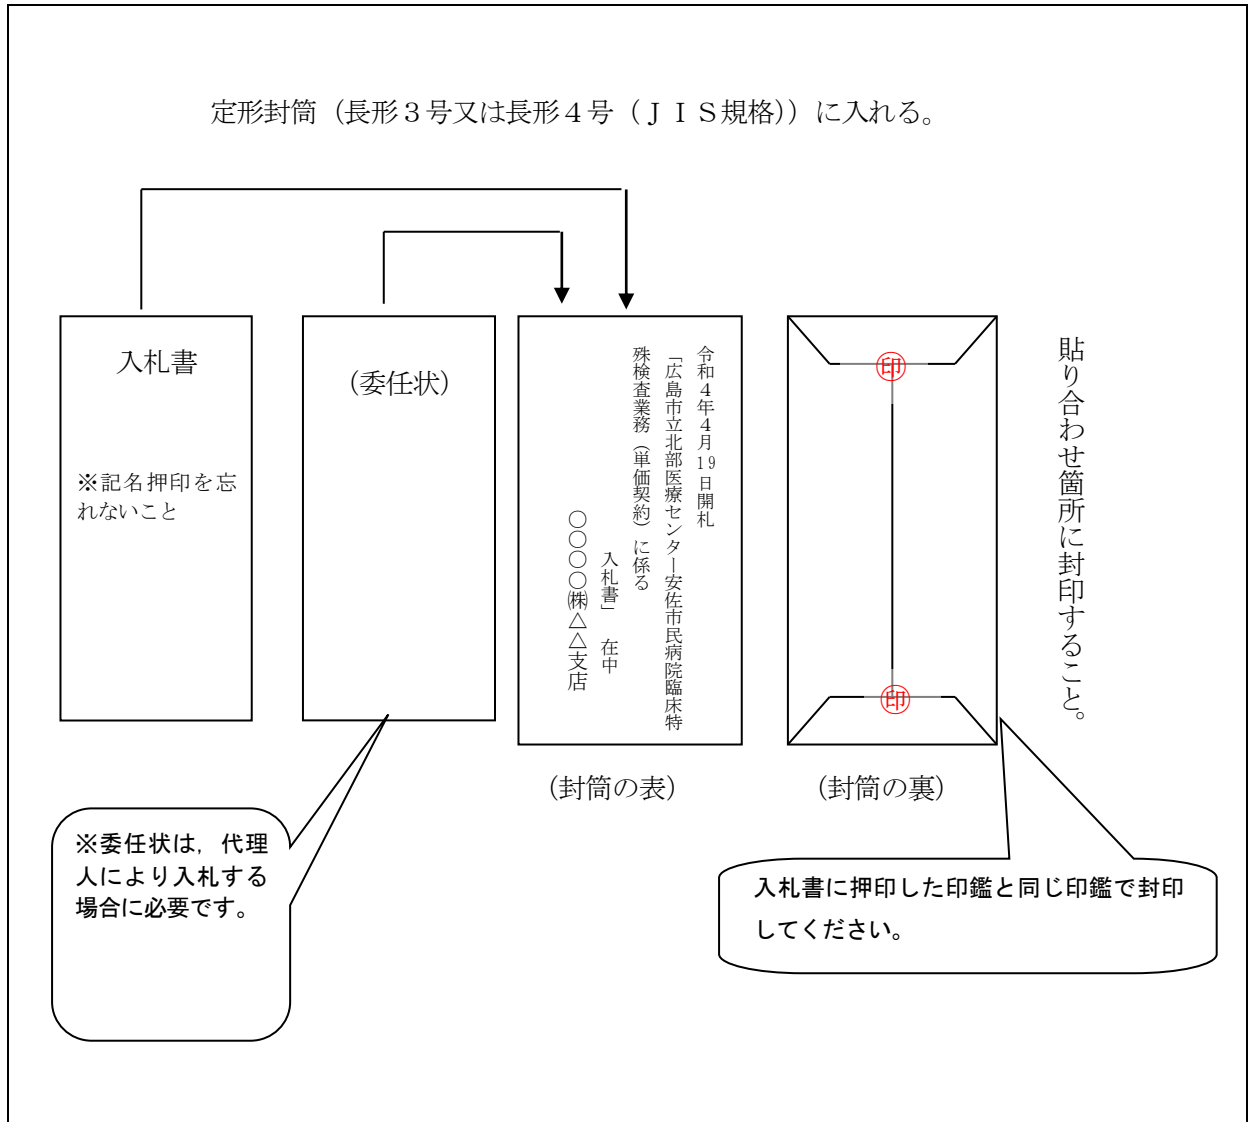 定形封筒（長形３号又は長形４号（ＪＩＳ規格））に入れる。
入札書
※記名押印を忘
れないこと
（委任状）
令和４年４月19日開札
「広島市立北部医療センター安佐市民病院臨床特
殊検査業務（単価契約）に係る
入札書」　在中
〇〇〇〇㈱△△支店
印
印
貼り合わせ箇所に封印すること。
（封筒の表）
（封筒の裏）
※委任状は，代理
人により入札する
場合に必要です。
入札書に押印した印鑑と同じ印鑑で封印
してください。